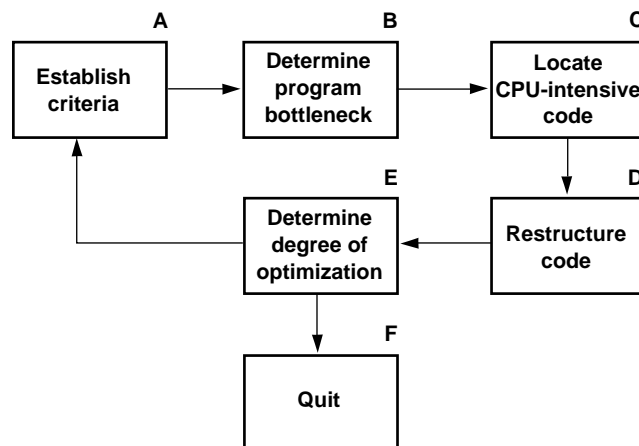 A
Establish
criteria
B
Determine
program
bottleneck
C
Locate
CPU-intensive
code
D
Restructure
code
E
Determine
degree of
optimization
F
Quit